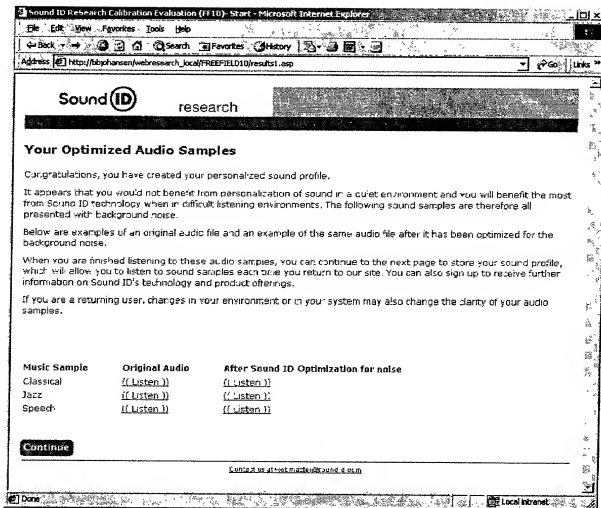 Sound ID Research Calibration Evaluation (FF10)- Start - Microsoft Internet Explorer
File Edit View Favorites Tools Help
Back Search Favorites History
Address http://bbjohansen/webresearch_local/FREEFIELD10/results1.asp Go Links »
Sound ID research
Your Optimized Audio Samples
Congratulations, you have created your personalized sound profile.
It appears that you would not benefit from personalization of sound in a quiet environment and you will benefit the most
from Sound ID technology when in difficult listening environments. The following sound samples are therefore all
presented with background noise.
Below are examples of an original audio file and an example of the same audio file after it has been optimized for the
background noise.
When you are finished listening to these audio samples, you can continue to the next page to store your sound profile,
which will allow you to listen to sound samples each time you return to our site. You can also sign up to receive further
information on Sound ID's technology and product offerings.
If you are a returning user, changes in your environment or in your system may also change the clarity of your audio
samples.
Music Sample Original Audio After Sound ID Optimization for noise
Classical (( Listen )) (( Listen ))
Jazz (( Listen )) (( Listen ))
Speech (( Listen )) (( Listen ))
Continue
Contact us at
Done Local intranet